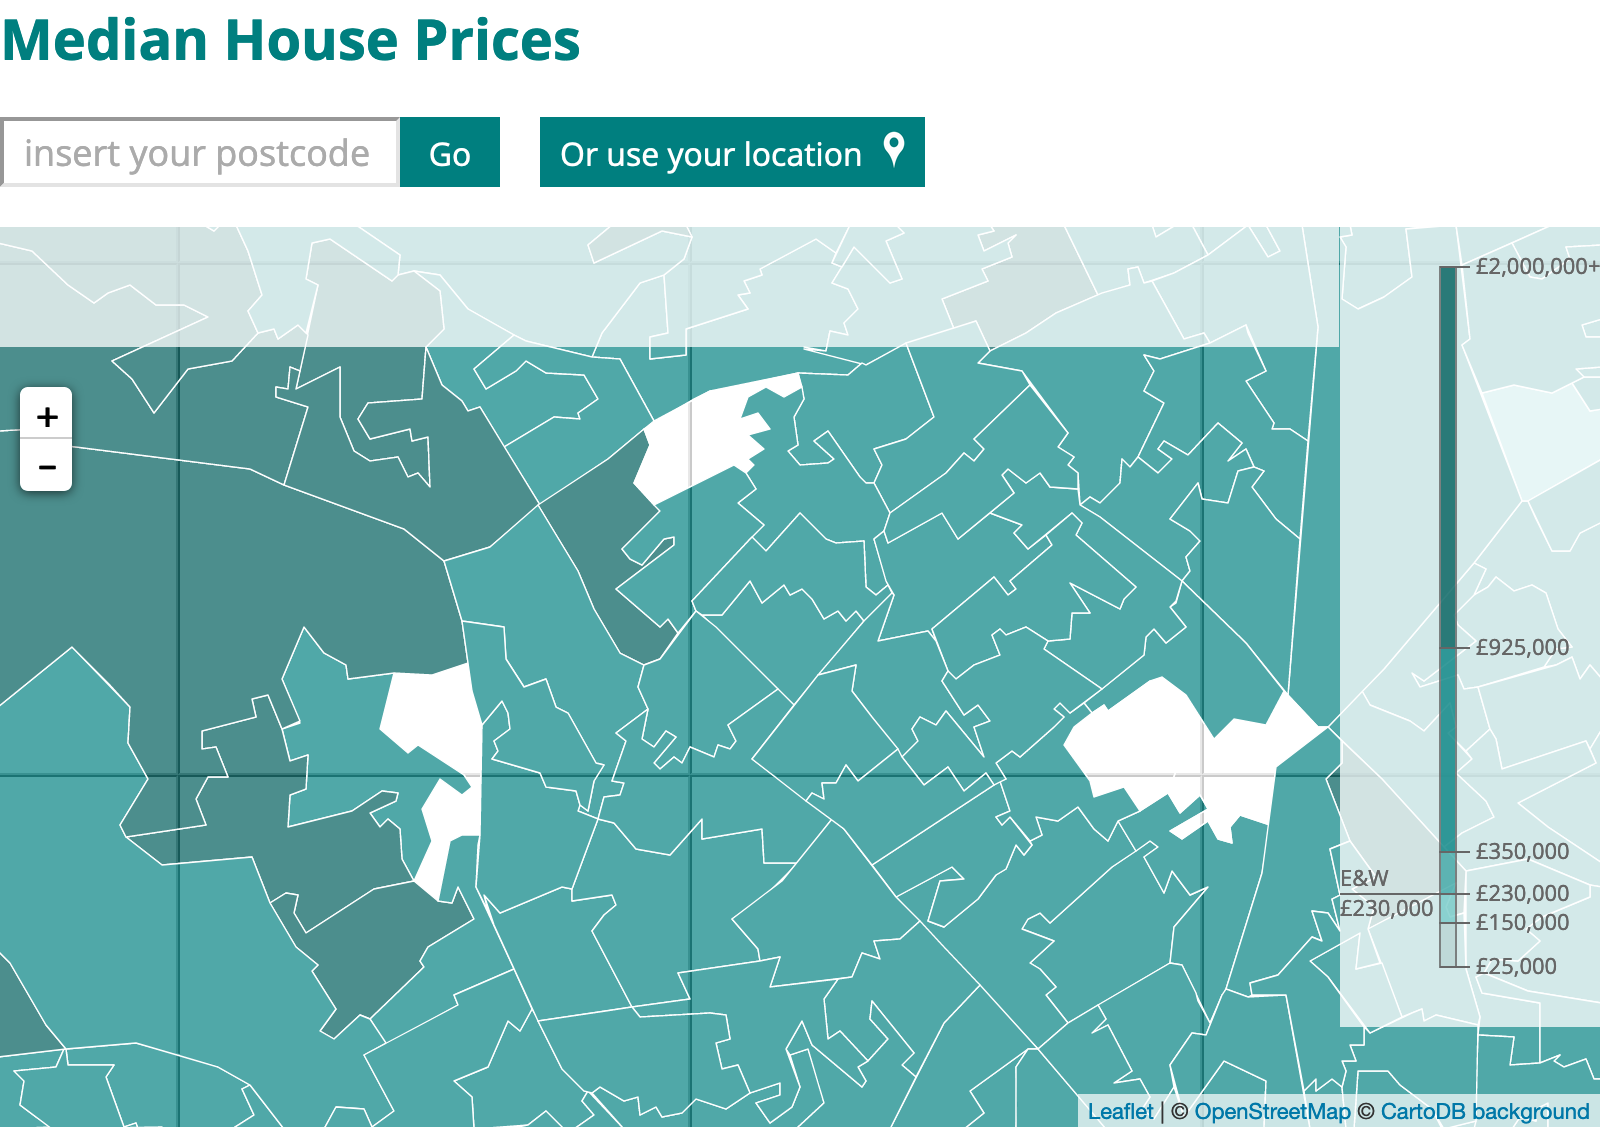 Median House Prices
insert your postcode
Go
Or use your location
+
−
£2,000,000+
£925,000
£350,000
E&W
£230,000
£230,000
£150,000
£25,000
Leaflet | © OpenStreetMap © CartoDB background